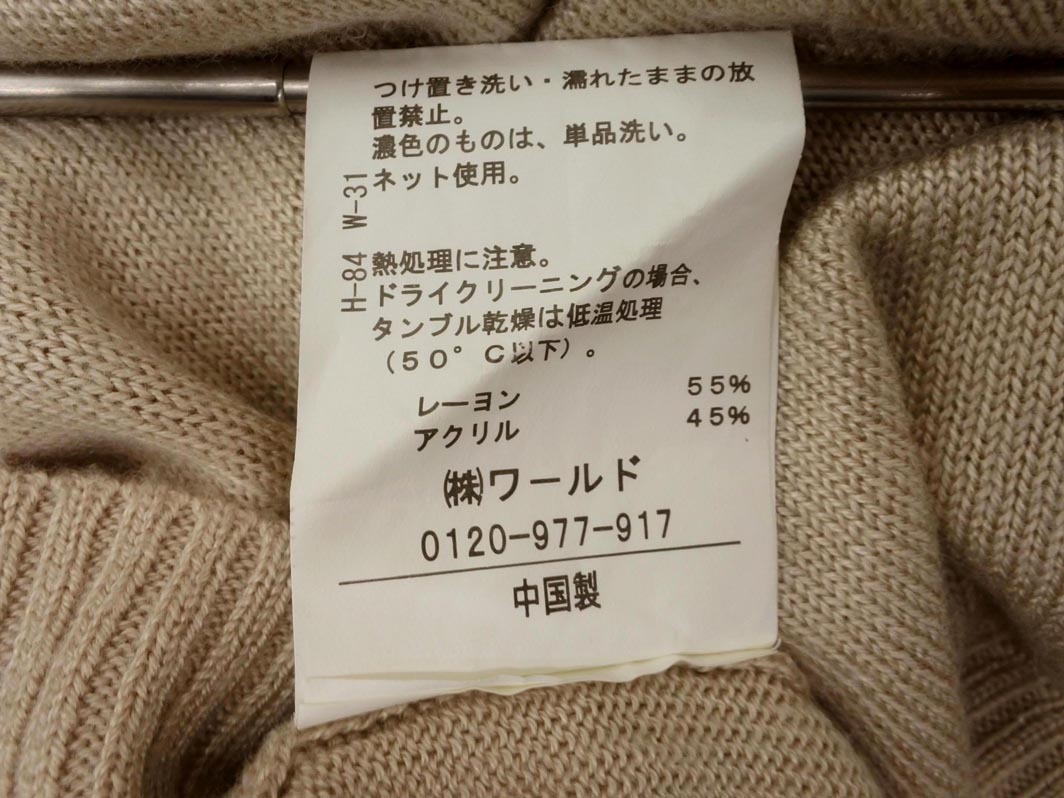 つけ置き洗い・濡れたままの放
置禁止。
濃色のものは、単品洗い。
ネット使用。
熱処理に注意。
ドライクリーニングの場合、
タンブル乾燥は低温処理
（５０°Ｃ以下）。
レーヨン ５５％
アクリル ４５％
㈱ワールド
0120-977-917
中国製
H-84 W-31